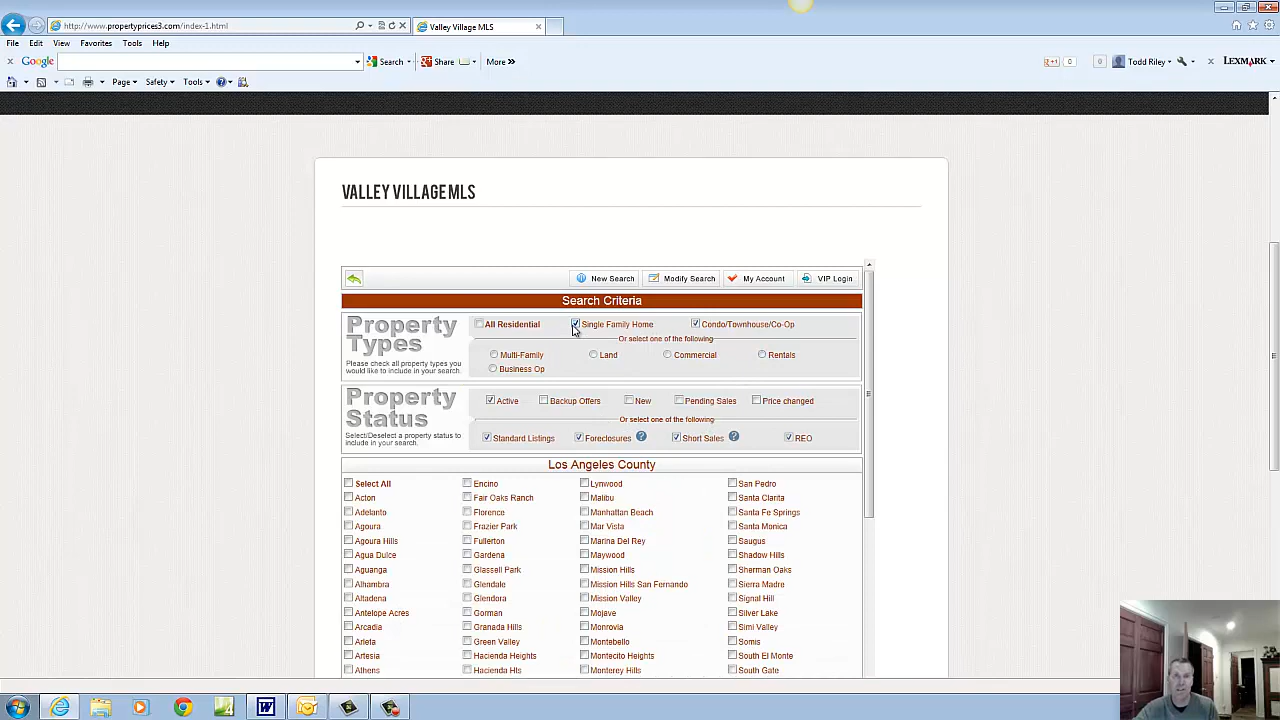 http://www.propertyprices3.com/index-1.html
Valley Village MLS
File Edit View Favorites Tools Help
Google Search Share More » +1 0 0 Todd Riley LEXMARK
Page Safety Tools
VALLEY VILLAGE MLS
New Search Modify Search My Account VIP Login
Search Criteria
Property Types
Please check all property types you would like to include in your search.
All Residential Single Family Home Condo/Townhouse/Co-Op
Or select one of the following
Multi-Family Land Commercial Rentals
Business Op
Property Status
Select/Deselect a property status to include in your search.
Active Backup Offers New Pending Sales Price changed
Or select one of the following
Standard Listings Foreclosures ? Short Sales ? REO
Los Angeles County
Select All Encino Lynwood San Pedro
Acton Fair Oaks Ranch Malibu Santa Clarita
Adelanto Florence Manhattan Beach Santa Fe Springs
Agoura Frazier Park Mar Vista Santa Monica
Agoura Hills Fullerton Marina Del Rey Saugus
Agua Dulce Gardena Maywood Shadow Hills
Aguanga Glassell Park Mission Hills Sherman Oaks
Alhambra Glendale Mission Hills San Fernando Sierra Madre
Altadena Glendora Mission Valley Signal Hill
Antelope Acres Gorman Mojave Silver Lake
Arcadia Granada Hills Monrovia Simi Valley
Arleta Green Valley Montebello Somis
Artesia Hacienda Heights Montecito Heights South El Monte
Athens Hacienda Hts Monterey Hills South Gate